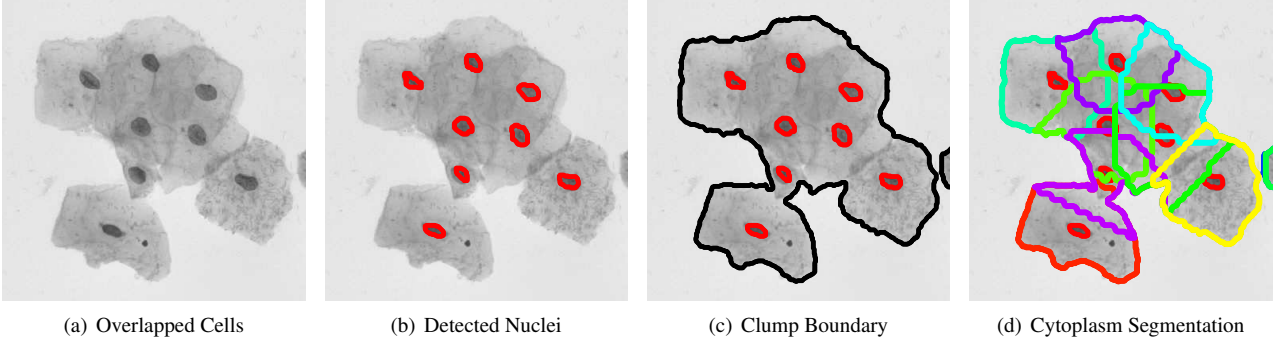 (a) Overlapped Cells
(b) Detected Nuclei
(c) Clump Boundary
(d) Cytoplasm Segmentation